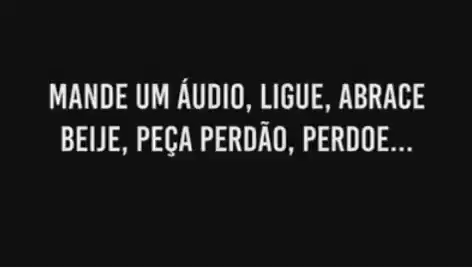 MANDE UM ÁUDIO, LIGUE, ABRACE
BEIJE, PEÇA PERDÃO, PERDOE...